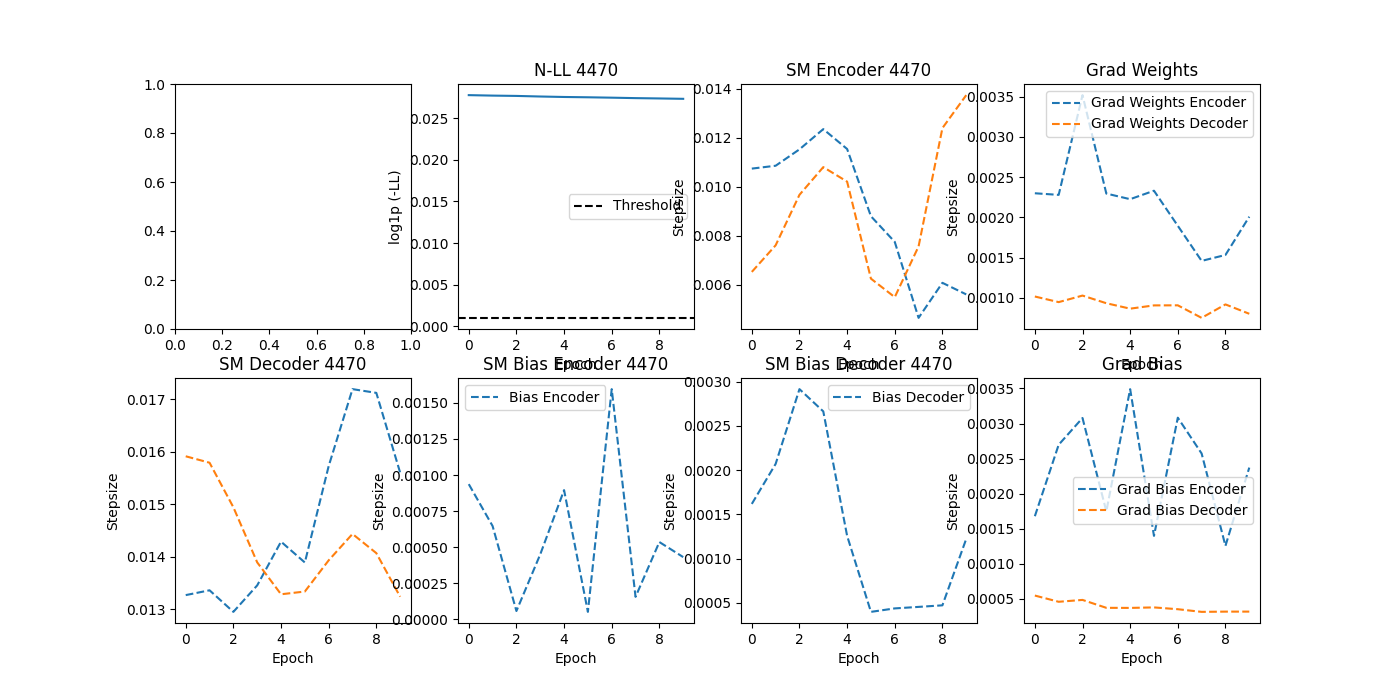 N-LL 4470
SM Encoder 4470
Grad Weights
1.0
0.8
0.6
0.4
0.2
0.0
0.0 0.2 0.4 0.6 0.8 1.0
log1p (-LL)
0.025
0.020
0.015
0.010
0.005
0.000
Threshold
0 2 4 6 8
Epoch
Stepsize
0.014
0.012
0.010
0.008
0.006
0 2 4 6 8
Epoch
Stepsize
0.0035
0.0030
0.0025
0.0020
0.0015
0.0010
Grad Weights Encoder
Grad Weights Decoder
0 2 4 6 8
Epoch
SM Decoder 4470
SM Bias Encoder 4470
SM Bias Decoder 4470
Grad Bias
Stepsize
0.017
0.016
0.015
0.014
0.013
0 2 4 6 8
Epoch
Stepsize
0.00150
0.00125
0.00100
0.00075
0.00050
0.00025
0.00000
Bias Encoder
0 2 4 6 8
Epoch
Stepsize
0.0030
0.0025
0.0020
0.0015
0.0010
0.0005
Bias Decoder
0 2 4 6 8
Epoch
Stepsize
0.0035
0.0030
0.0025
0.0020
0.0015
0.0010
0.0005
Grad Bias Encoder
Grad Bias Decoder
0 2 4 6 8
Epoch